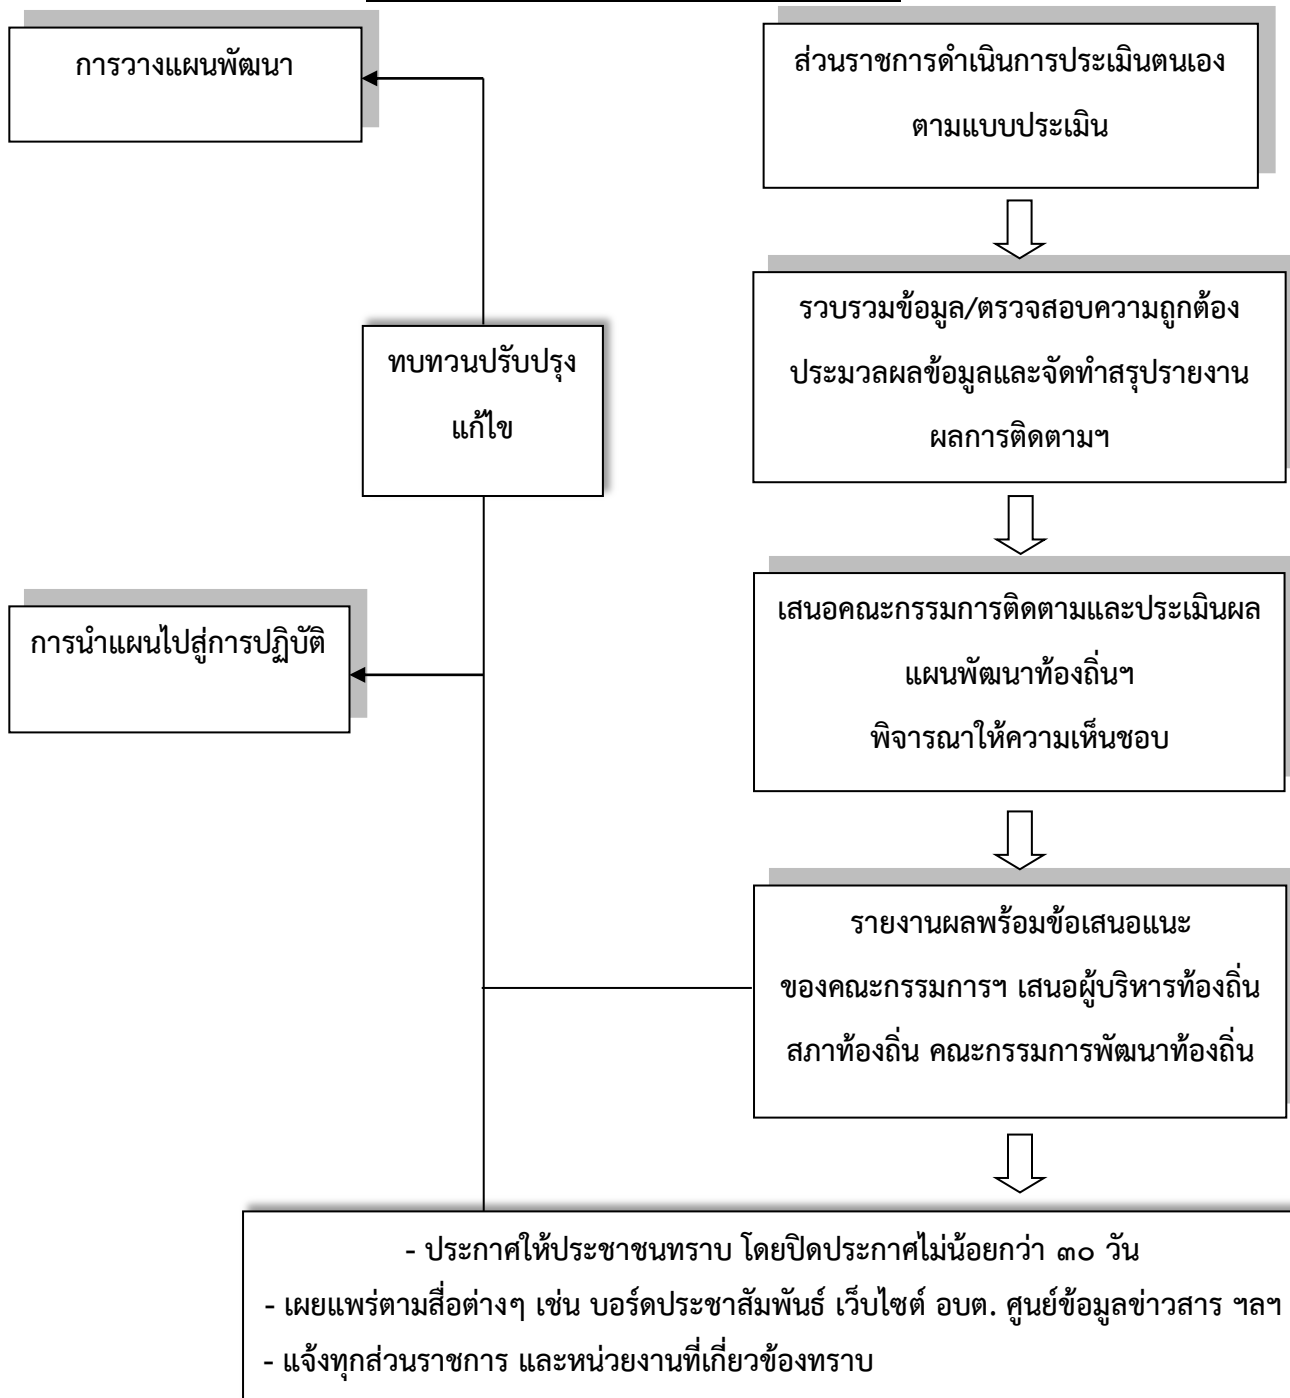 การวางแผนพัฒนา
ส่วนราชการดำเนินการประเมินตนเอง
ตามแบบประเมิน
รวบรวมข้อมูล/ตรวจสอบความถูกต้อง
ประมวลผลข้อมูลและจัดทำสรุปรายงาน
ผลการติดตามฯ
ทบทวนปรับปรุง
แก้ไข
การนำแผนไปสู่การปฏิบัติ
เสนอคณะกรรมการติดตามและประเมินผล
แผนพัฒนาท้องถิ่นฯ
พิจารณาให้ความเห็นชอบ
รายงานผลพร้อมข้อเสนอแนะ
ของคณะกรรมการฯ เสนอผู้บริหารท้องถิ่น
สภาท้องถิ่น คณะกรรมการพัฒนาท้องถิ่น
- ประกาศให้ประชาชนทราบ โดยปิดประกาศไม่น้อยกว่า ๓๐ วัน
- เผยแพร่ตามสื่อต่างๆ เช่น บอร์ดประชาสัมพันธ์ เว็บไซต์ อบต. ศูนย์ข้อมูลข่าวสาร ฯลฯ
- แจ้งทุกส่วนราชการ และหน่วยงานที่เกี่ยวข้องทราบ